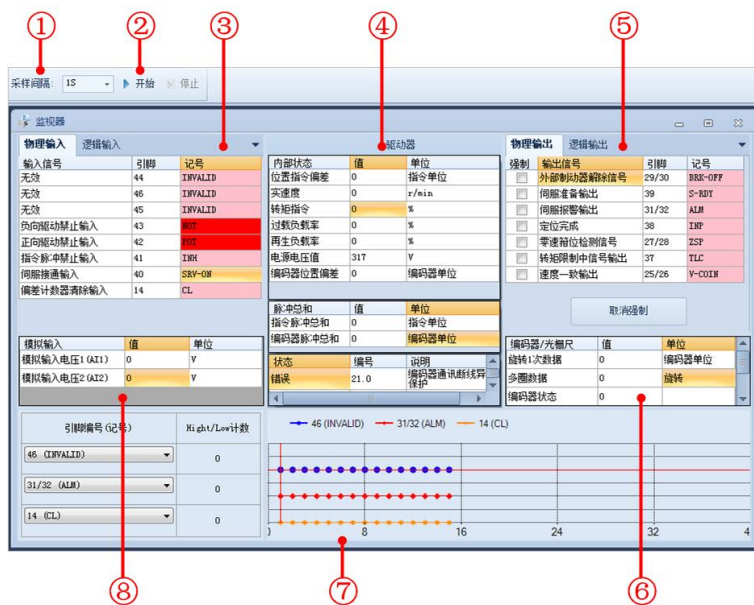 ① ② ③ ④ ⑤
采样间隔: 1S 开始 停止
监视器
物理输入 逻辑输入
输入信号 引脚 记号
无效 44 INVALID
无效 46 INVALID
无效 45 INVALID
负向驱动禁止输入 43 NOT
正向驱动禁止输入 42 POT
指令脉冲禁止输入 41 INH
伺服接通输入 40 SRV-ON
偏差计数器清除输入 14 CL
模拟输入 值 单位
模拟输入电压1(AI1) 0 V
模拟输入电压2(AI2) 0 V
驱动器
内部状态 值 单位
位置指令偏差 0 指令单位
实速度 0 r/min
转矩指令 0 %
过载负载率 0 %
再生负载率 0 %
电源电压值 317 V
编码器位置偏差 0 编码器单位
脉冲总和 值 单位
指令脉冲总和 0 指令单位
编码器脉冲总和 0 编码器单位
状态 编号 说明
错误 21.0 编码器通讯断线异
保护
物理输出 逻辑输出
强制 输出信号 引脚 记号
外部制动器解除信号 29/30 BRK-OFF
伺服准备输出 39 S-RDY
伺服报警输出 31/32 ALM
定位完成 38 INP
零速箝位检测信号 27/28 ZSP
转矩限制中信号输出 37 TLC
速度一致输出 25/26 V-COIN
取消强制
编码器/光栅尺 值 单位
旋转1次数据 0 编码器单位
多圈数据 0 旋转
编码器状态 0
引脚编号(记号) Hight/Low计数
46 (INVALID) 0
31/32 (ALM) 0
14 (CL) 0
46 (INVALID) 31/32 (ALM) 14 (CL)
0 8 16 24 32 4
⑧ ⑦ ⑥